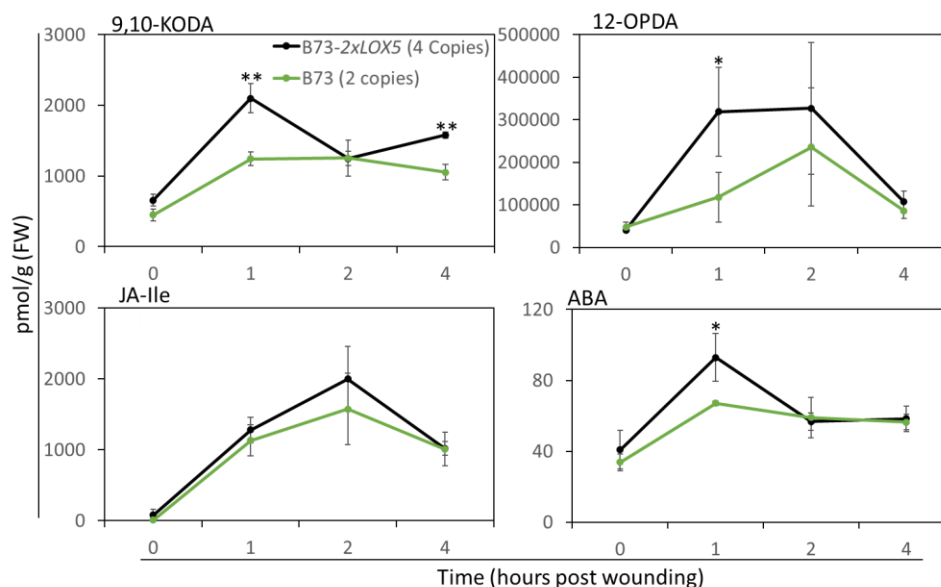 9,10-KODA
3000
2000
1000
0
B73-2xLOX5 (4 Copies)
B73 (2 copies)
**
**
0 1 2 4
12-OPDA
500000
400000
300000
200000
100000
0
*
0 1 2 4
JA-Ile
3000
2000
1000
0
0 1 2 4
ABA
120
80
60
40
0
*
0 1 2 4
pmol/g (FW)
Time (hours post wounding)